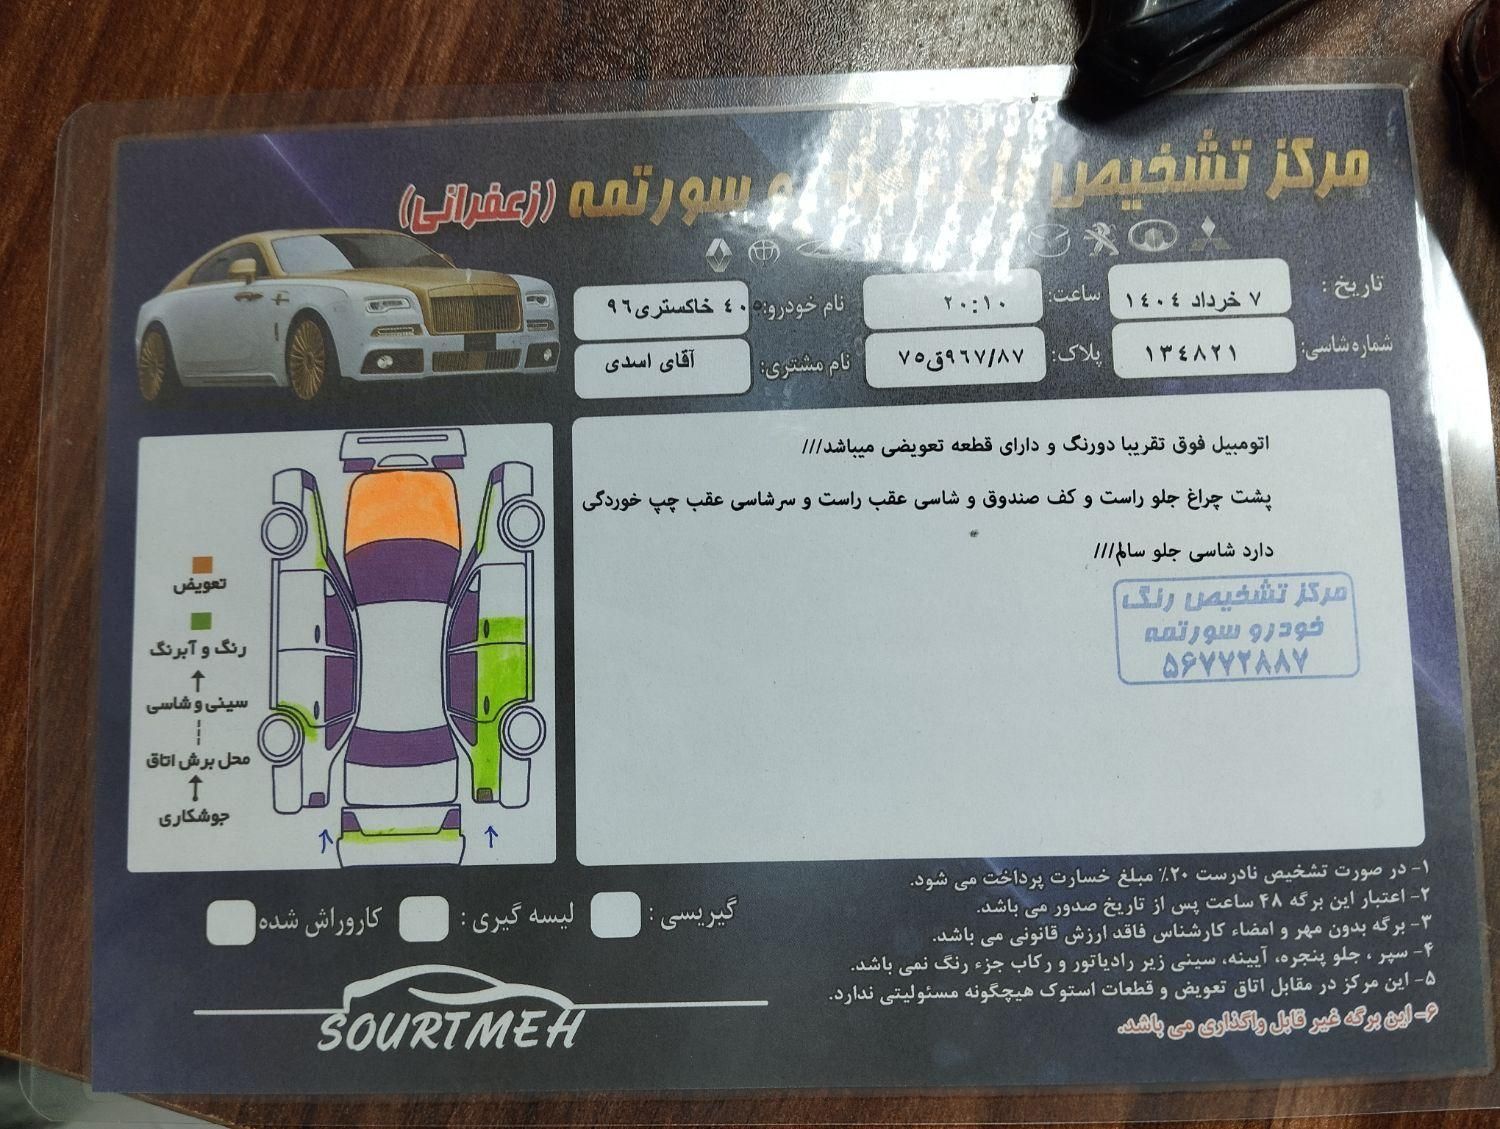 مرکز تشخیص رنگ خودرو سورتمه (زعفرانی)
تاریخ : ۷ خرداد ۱۴۰۴ ساعت: ۲۰:۱۰ نام خودرو: ۴۰۵ خاکستری۹۶
شماره شاسی: ۱۳۴۸۲۱ پلاک: ۹۶۷/۸۷ق۷۵ نام مشتری: آقای اسدی
اتومبیل فوق تقریبا دورنگ و دارای قطعه تعویضی میباشد///
پشت چراغ جلو راست و کف صندوق و شاسی عقب راست و سرشاسی عقب چپ خوردگی
دارد شاسی جلو سالم///
مرکز تشخیص رنگ
خودرو سورتمه
۵۶۷۷۲۸۸۷
تعویض
رنگ و آبرنگ
سینی و شاسی
محل برش اتاق
جوشکاری
گیریسی : لیسه گیری : کارواش شده
۱- در صورت تشخیص نادرست ۲۰٪ مبلغ خسارت پرداخت می شود.
۲- اعتبار این برگه ۴۸ ساعت پس از تاریخ صدور می باشد.
۳- برگه بدون مهر و امضاء کارشناس فاقد ارزش قانونی می باشد.
۴- سپر ، جلو پنجره، آیینه، سینی زیر رادیاتور و رکاب جزء رنگ نمی باشد.
۵- این مرکز در مقابل اتاق تعویض و قطعات استوک هیچگونه مسئولیتی ندارد.
۶- این برگه غیر قابل واگذاری می باشد.
SOURTMEH